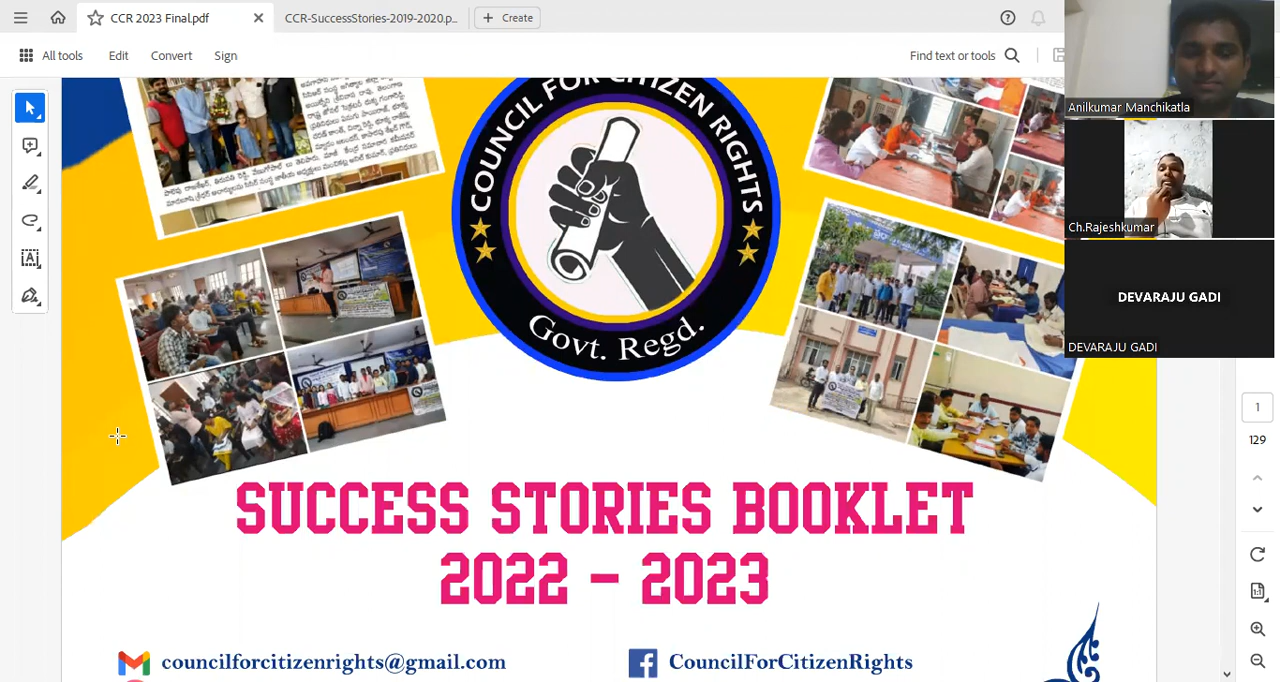 CCR 2023 Final.pdf
CCR-SuccessStories-2019-2020.p...
Create
All tools
Edit
Convert
Sign
Find text or tools
Anilkumar Manchikatla
Ch.Rajeshkumar
DEVARAJU GADI
DEVARAJU GADI
COUNCIL FOR CITIZEN RIGHTS
Govt. Regd.
SUCCESS STORIES BOOKLET
2022 - 2023
councilforcitizenrights@gmail.com
CouncilForCitizenRights
1
129